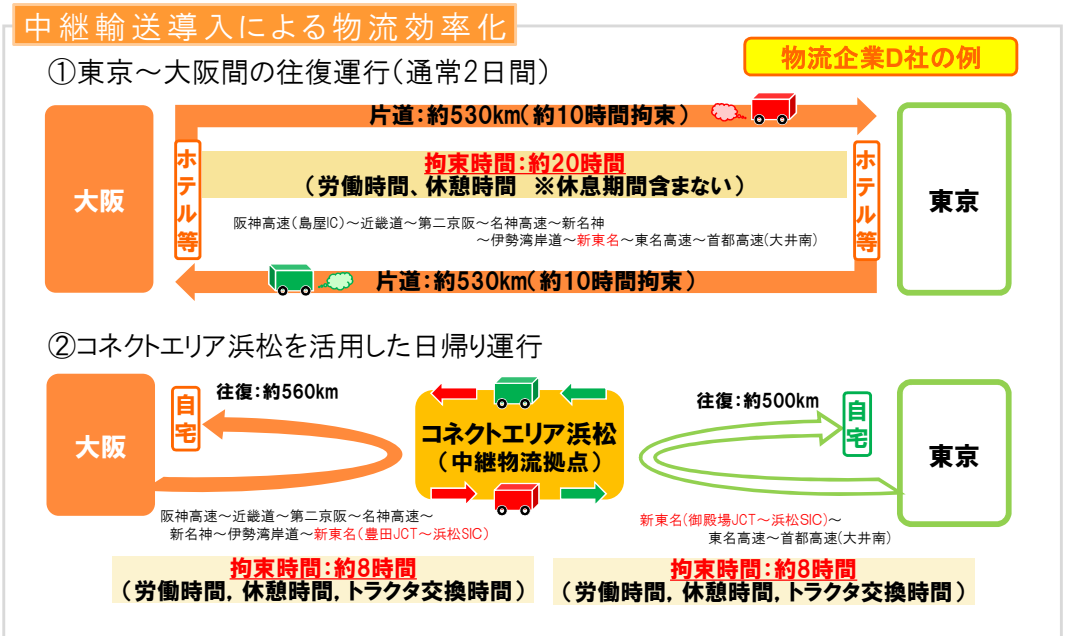 中継輸送導入による物流効率化
物流企業D社の例
①東京～大阪間の往復運行(通常2日間)
片道：約530km(約10時間拘束)
大阪
ホテル等
拘束時間：約20時間
(労働時間、休憩時間　※休息期間含まない)
阪神高速(島屋IC)～近畿道～第二京阪～名神高速～新名神
～伊勢湾岸道～新東名～東名高速～首都高速(大井南)
ホテル等
東京
片道：約530km(約10時間拘束)
②コネクトエリア浜松を活用した日帰り運行
大阪
自宅
往復：約560km
コネクトエリア浜松
(中継物流拠点)
往復：約500km
自宅
東京
阪神高速～近畿道～第二京阪～名神高速～
新名神～伊勢湾岸道～新東名(豊田JCT～浜松SIC)
新東名(御殿場JCT～浜松SIC)～
東名高速～首都高速(大井南)
拘束時間：約8時間
(労働時間, 休憩時間, トラクタ交換時間)
拘束時間：約8時間
(労働時間, 休憩時間, トラクタ交換時間)